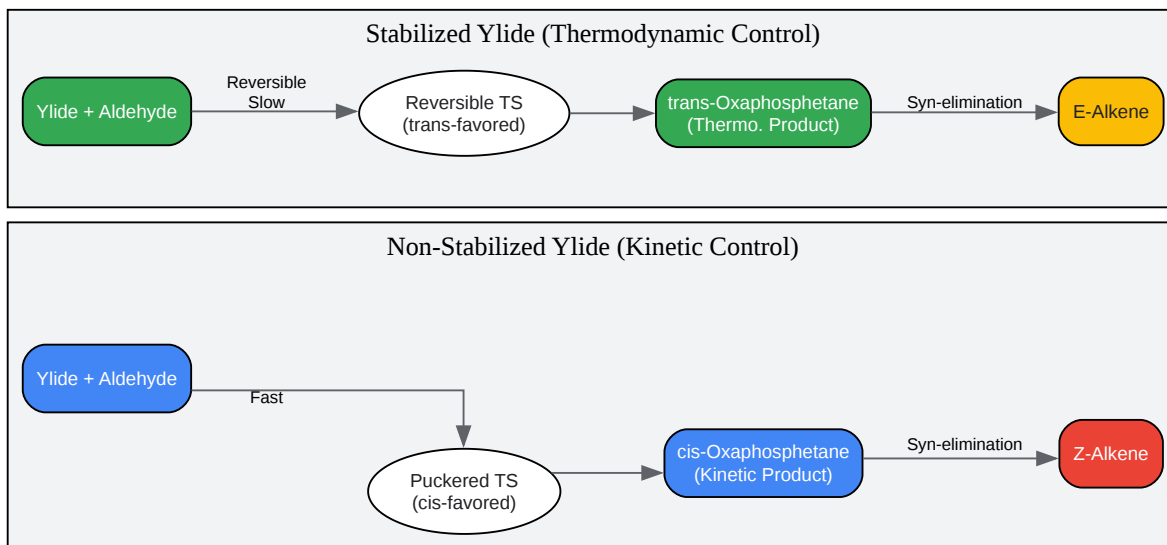 Stabilized Ylide (Thermodynamic Control)
Ylide + Aldehyde
Reversible
Slow
Reversible TS
(trans-favored)
trans-Oxaphosphetane
(Thermo. Product)
Syn-elimination
E-Alkene
Non-Stabilized Ylide (Kinetic Control)
Ylide + Aldehyde
Fast
Puckered TS
(cis-favored)
cis-Oxaphosphetane
(Kinetic Product)
Syn-elimination
Z-Alkene